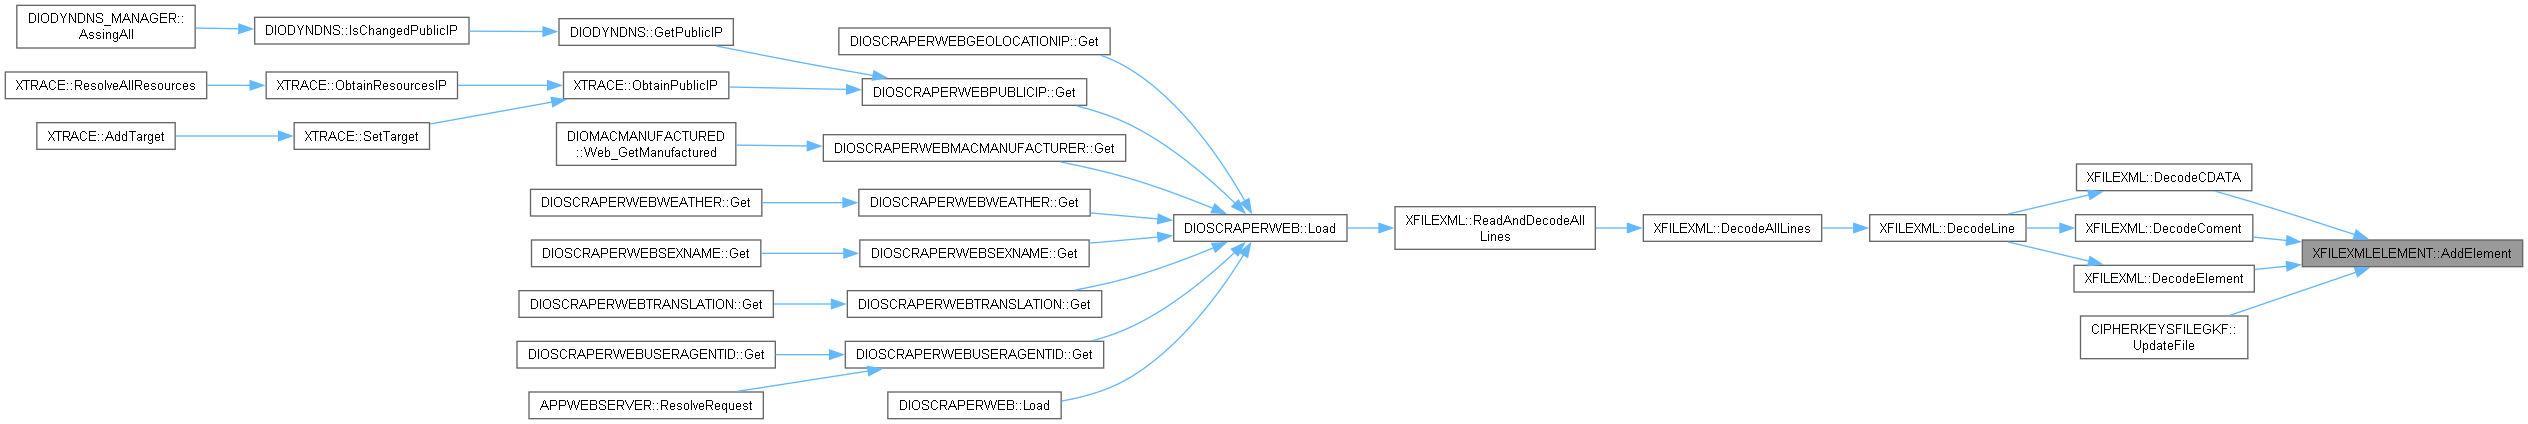 DIODYNDNS_MANAGER::
AssingAll
DIODYNDNS::IsChangedPublicIP
DIODYNDNS::GetPublicIP
DIOSCRAPERWEBGEOLOCATIONIP::Get
XTRACE::ResolveAllResources
XTRACE::ObtainResourcesIP
XTRACE::ObtainPublicIP
DIOSCRAPERWEBPUBLICIP::Get
XTRACE::AddTarget
XTRACE::SetTarget
DIOMACMANUFACTURED
::Web_GetManufactured
DIOSCRAPERWEBMACMANUFACTURER::Get
DIOSCRAPERWEBWEATHER::Get
DIOSCRAPERWEBWEATHER::Get
DIOSCRAPERWEBSEXNAME::Get
DIOSCRAPERWEBSEXNAME::Get
DIOSCRAPERWEBTRANSLATION::Get
DIOSCRAPERWEBTRANSLATION::Get
DIOSCRAPERWEBUSERAGENTID::Get
DIOSCRAPERWEBUSERAGENTID::Get
APPWEBSERVER::ResolveRequest
DIOSCRAPERWEB::Load
DIOSCRAPERWEB::Load
XFILEXML::ReadAndDecodeAll
Lines
XFILEXML::DecodeAllLines
XFILEXML::DecodeLine
XFILEXML::DecodeCDATA
XFILEXML::DecodeComent
XFILEXML::DecodeElement
CIPHERKEYSFILEGKF::
UpdateFile
XFILEXMLELEMENT::AddElement